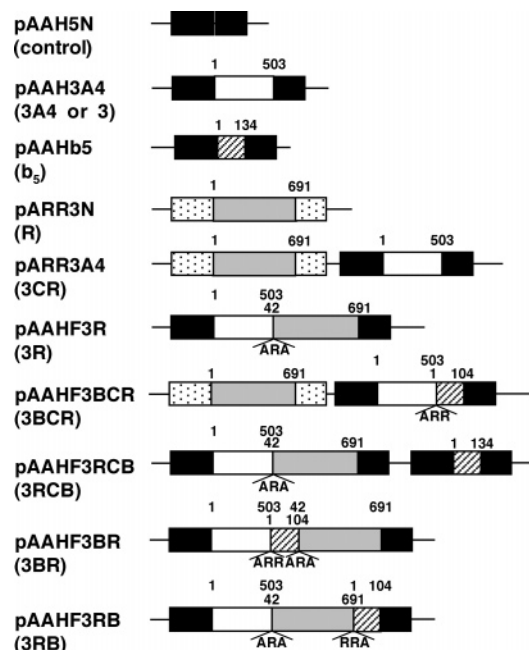 pAAH5N
(control)
1 503
pAAH3A4
(3A4 or 3)
1 134
pAAHb5
(b5)
1 691
pARR3N
(R)
1 691 1 503
pARR3A4
(3CR)
1 503 691
42
pAAHF3R
(3R)
ARA
1 691 1 503
1 104
pAAHF3BCR
(3BCR)
ARR
1 503 1 134
42 691
pAAHF3RCB
(3RCB)
ARA
1 503 42 691
1 104
pAAHF3BR
(3BR)
ARR ARA
1 503 1 104
42 691
pAAHF3RB
(3RB)
ARA RRA